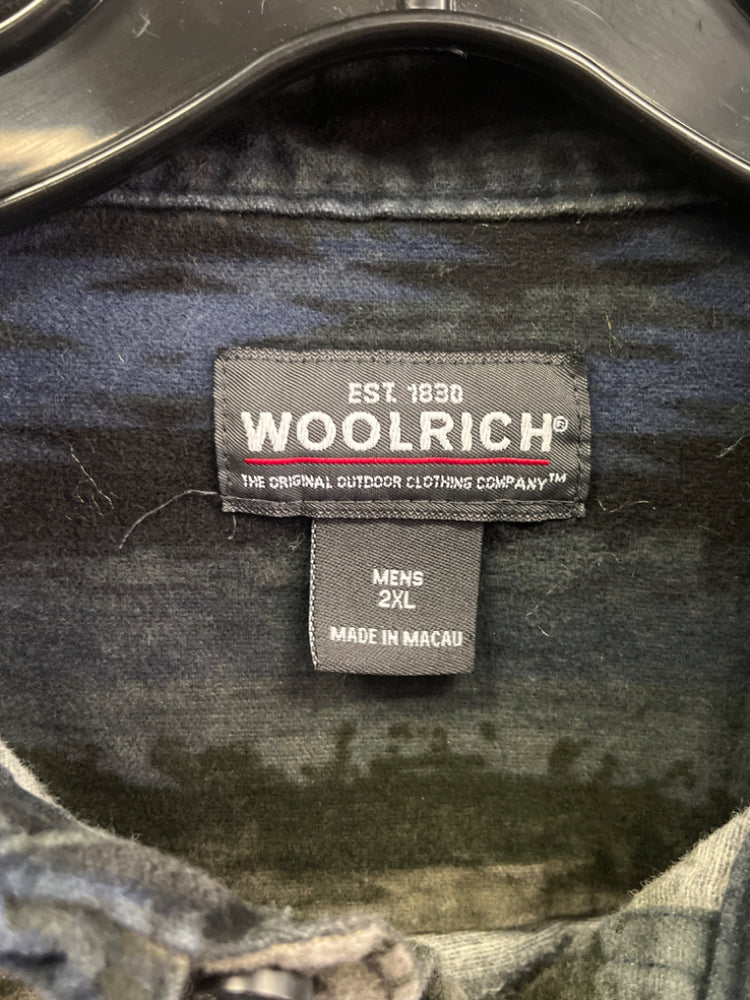 EST. 1830
WOOLRICH®
THE ORIGINAL OUTDOOR CLOTHING COMPANY™
MENS
2XL
MADE IN MACAU